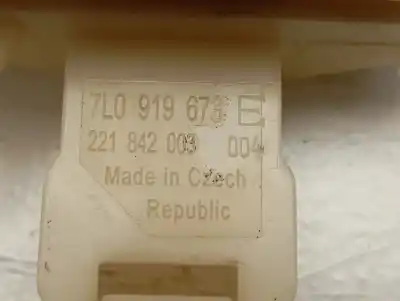 7L0 919 673 E
221 842 003 004
Made in Czech
Republic